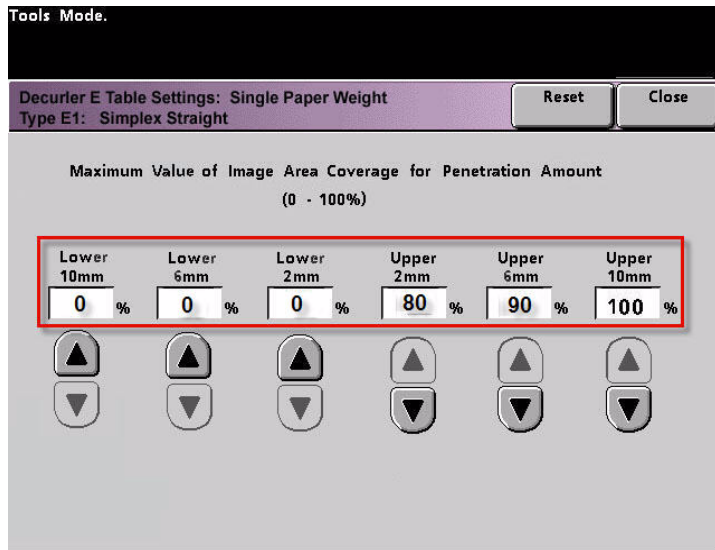 Tools Mode.
Decurler E Table Settings: Single Paper Weight
Type E1: Simplex Straight
Reset
Close
Maximum Value of Image Area Coverage for Penetration Amount
(0 - 100%)
Lower Lower Lower Upper Upper Upper
10mm 6mm 2mm 2mm 6mm 10mm
0 % 0 % 0 % 80 % 90 % 100 %